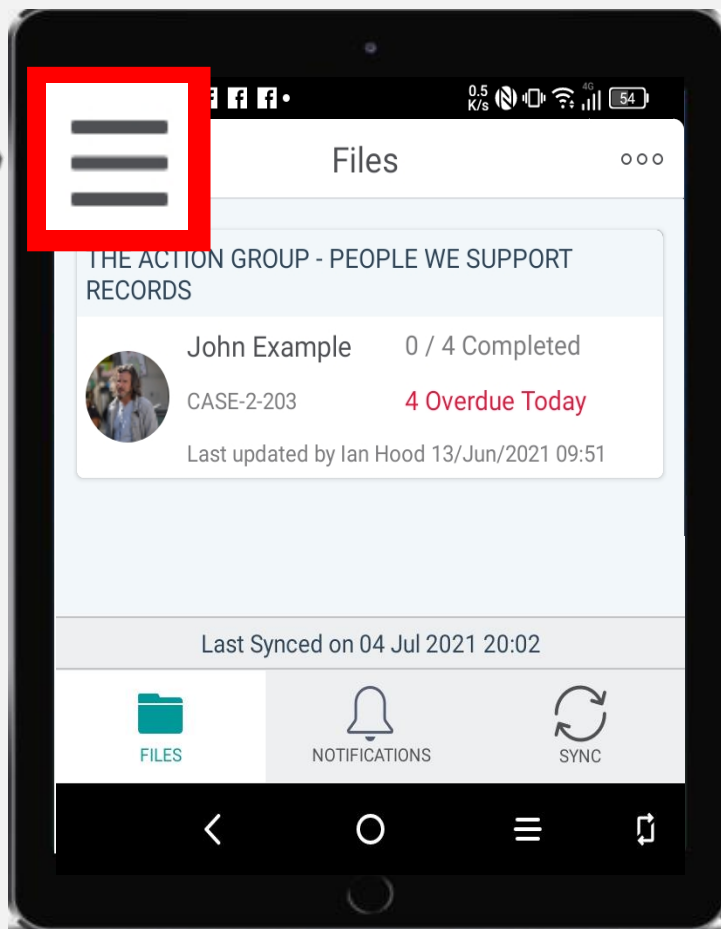 0.5
K/s 4G 54
Files
THE ACTION GROUP - PEOPLE WE SUPPORT
RECORDS
John Example 0 / 4 Completed
CASE-2-203 4 Overdue Today
Last updated by Ian Hood 13/Jun/2021 09:51
Last Synced on 04 Jul 2021 20:02
FILES NOTIFICATIONS SYNC